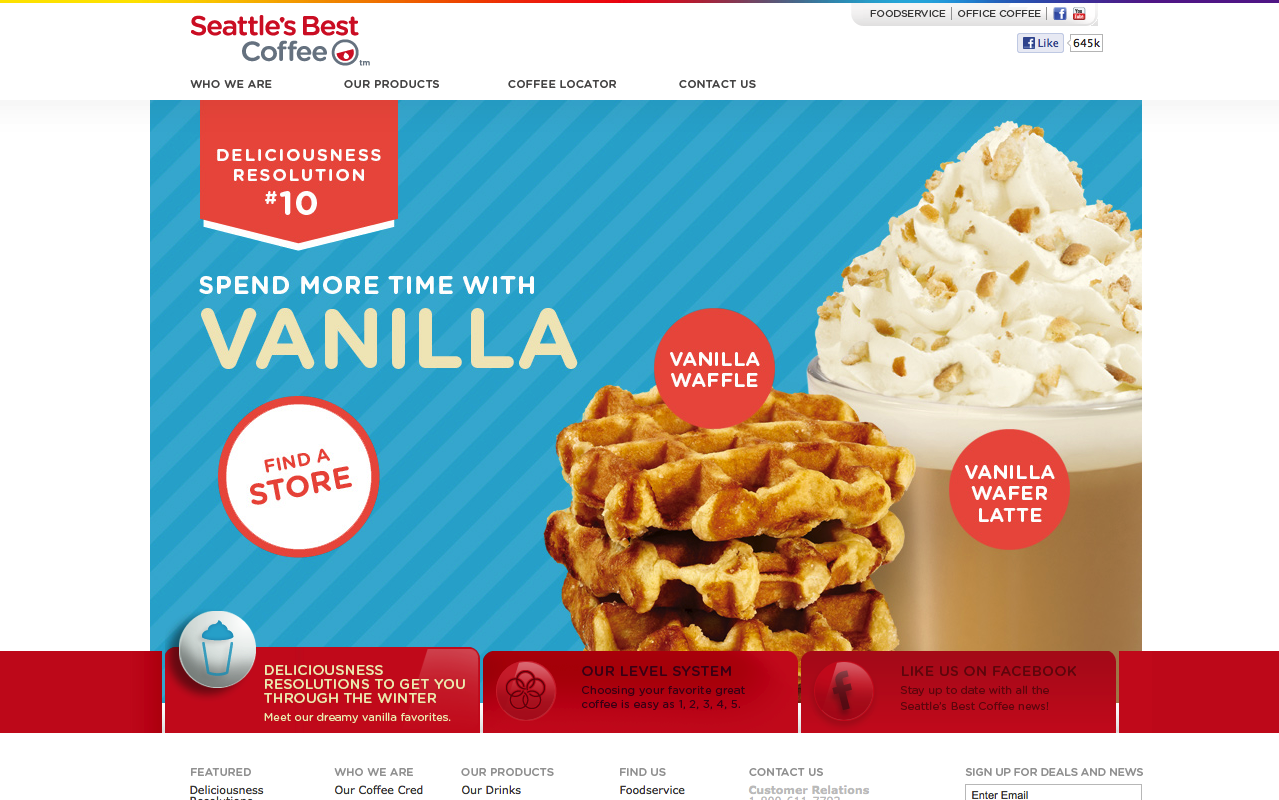 Seattle's Best
Coffee tm
FOODSERVICE OFFICE COFFEE
Like 645k
WHO WE ARE OUR PRODUCTS COFFEE LOCATOR CONTACT US
DELICIOUSNESS
RESOLUTION
#10
SPEND MORE TIME WITH
VANILLA
FIND A
STORE
VANILLA
WAFFLE
VANILLA
WAFER
LATTE
DELICIOUSNESS
RESOLUTIONS TO GET YOU
THROUGH THE WINTER
Meet our dreamy vanilla favorites.
OUR LEVEL SYSTEM
Choosing your favorite great
coffee is easy as 1, 2, 3, 4, 5.
LIKE US ON FACEBOOK
Stay up to date with all the
Seattle's Best Coffee news!
FEATURED
Deliciousness
Resolutions
WHO WE ARE
Our Coffee Cred
OUR PRODUCTS
Our Drinks
FIND US
Foodservice
CONTACT US
Customer Relations
SIGN UP FOR DEALS AND NEWS
Enter Email